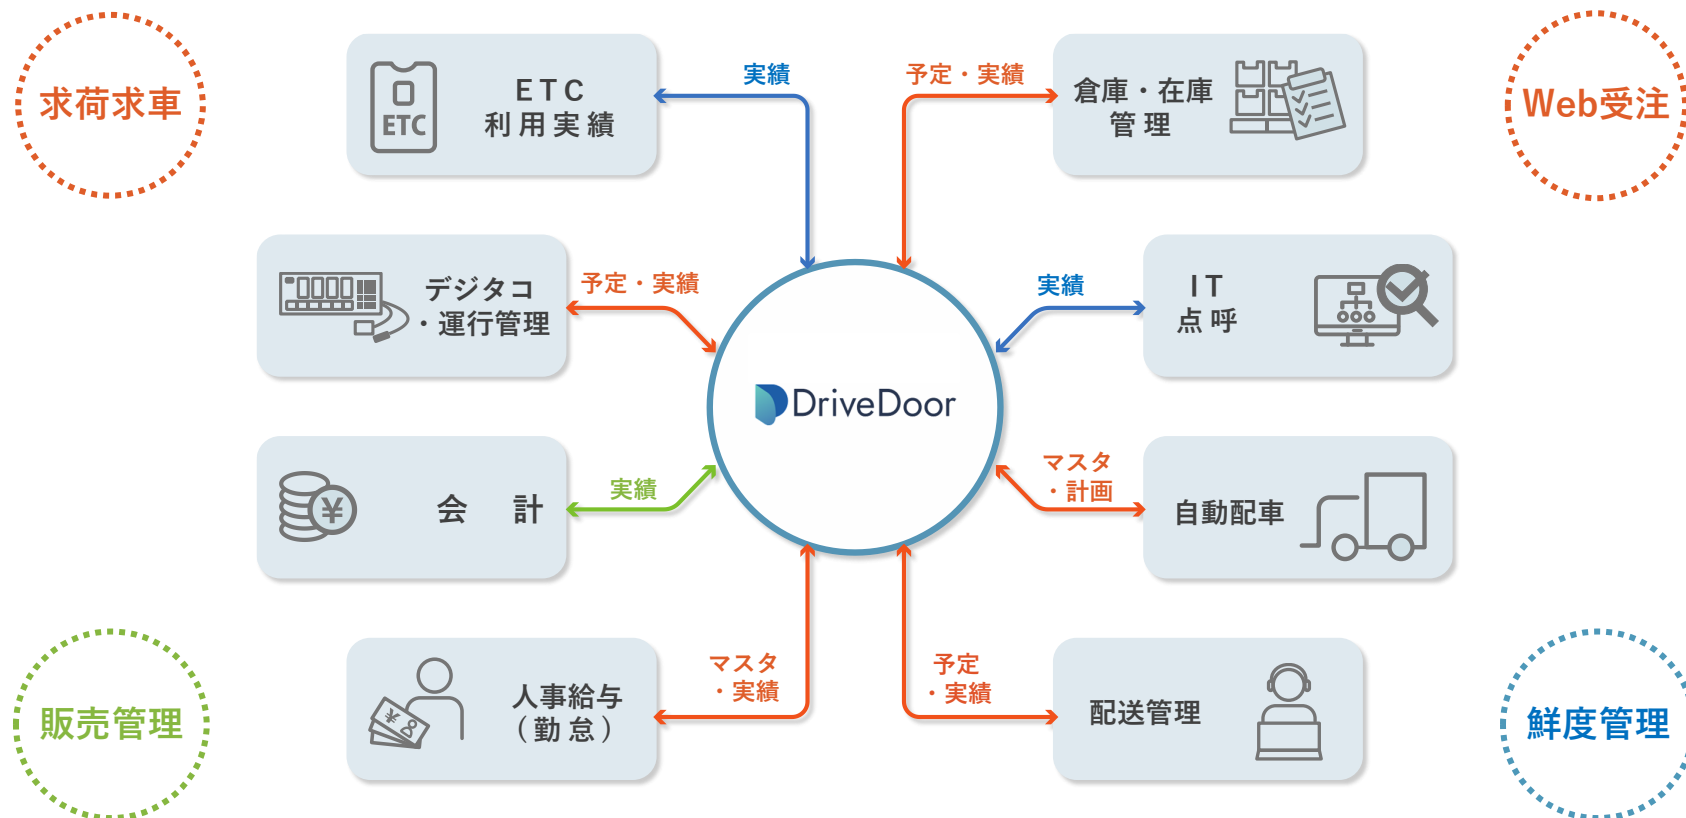 求荷求車
ETC
ETC
利用実績
実績
予定・実績
倉庫・在庫
管理
Web受注
デジタコ
・運行管理
予定・実績
実績
IT
点呼
DriveDoor
¥
会 計
実績
マスタ
・計画
自動配車
販売管理
¥
人事給与
(勤怠)
マスタ
・実績
予定
・実績
配送管理
鮮度管理